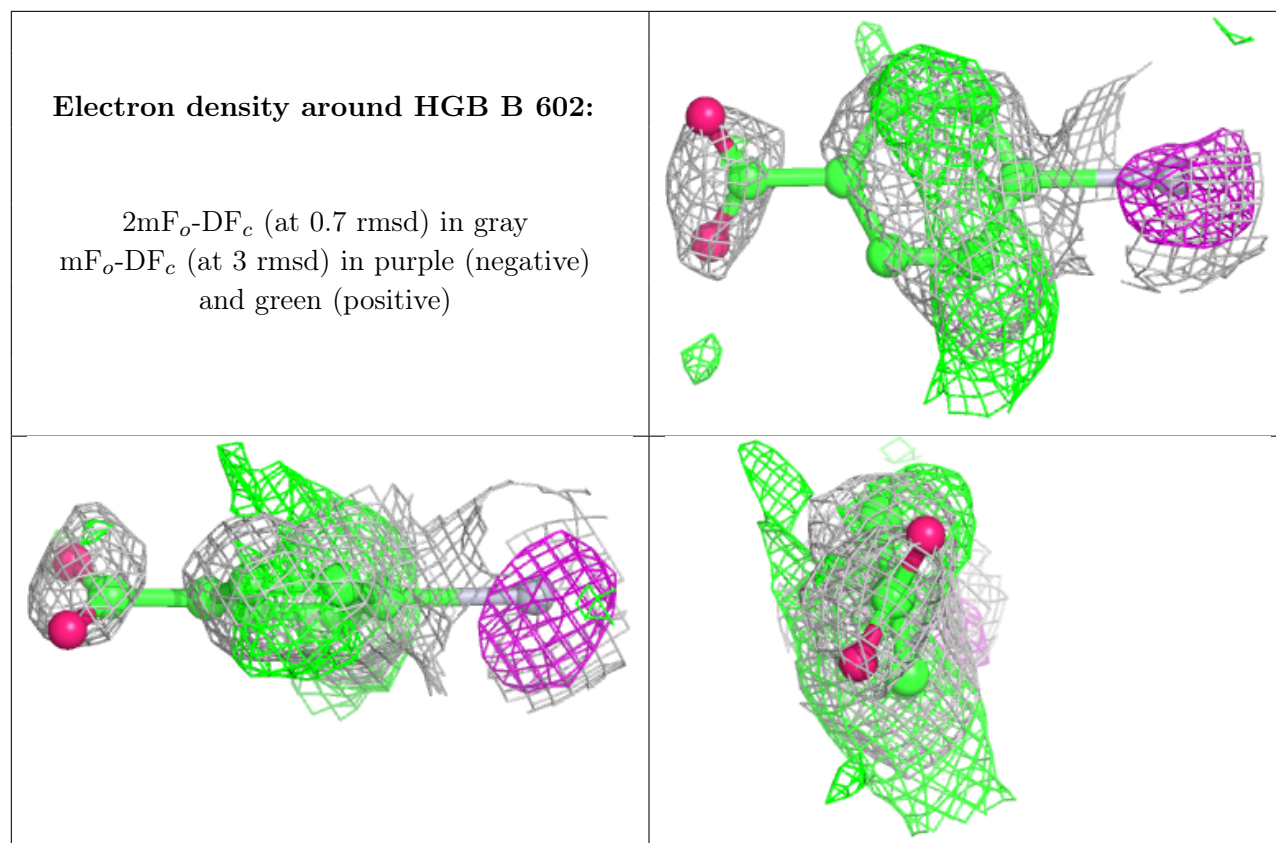 Electron density around HGB B 602:
2mFo-DFc (at 0.7 rmsd) in gray
mFo-DFc (at 3 rmsd) in purple (negative)
and green (positive)